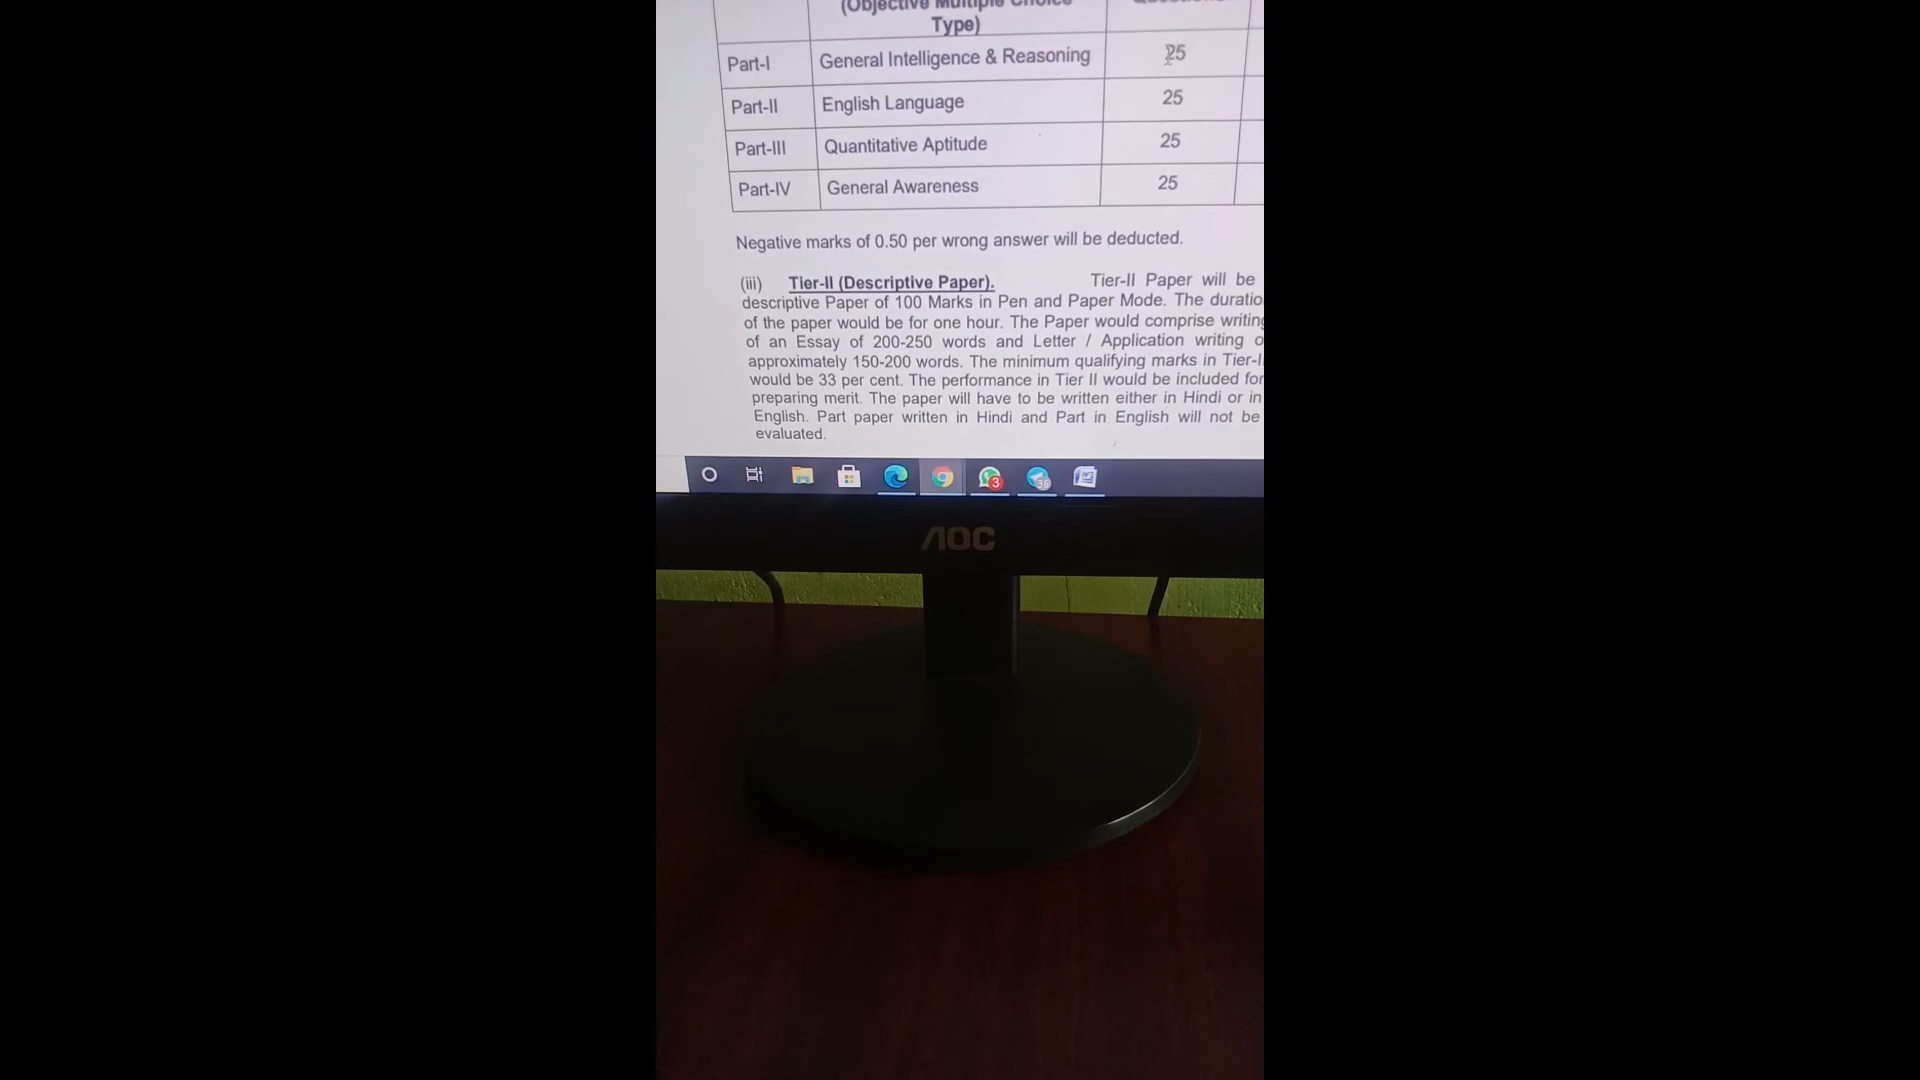 (Objective Multiple Choice
Type)
Part-I General Intelligence & Reasoning 25
Part-II English Language 25
Part-III Quantitative Aptitude 25
Part-IV General Awareness 25
Negative marks of 0.50 per wrong answer will be deducted.
(iii) Tier-II (Descriptive Paper). Tier-II Paper will be
descriptive Paper of 100 Marks in Pen and Paper Mode. The duratio
of the paper would be for one hour. The Paper would comprise writing
of an Essay of 200-250 words and Letter / Application writing o
approximately 150-200 words. The minimum qualifying marks in Tier-I
would be 33 per cent. The performance in Tier II would be included for
preparing merit. The paper will have to be written either in Hindi or in
English. Part paper written in Hindi and Part in English will not be
evaluated.
3
AOC